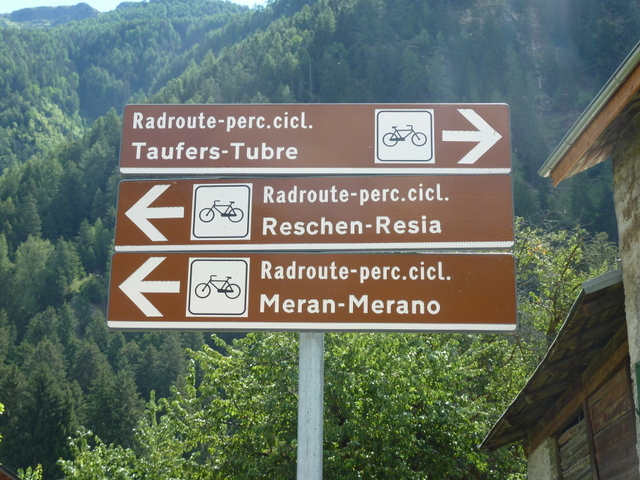 Radroute-perc.cicl.
Taufers-Tubre
Radroute-perc.cicl.
Reschen-Resia
Radroute-perc.cicl.
Meran-Merano